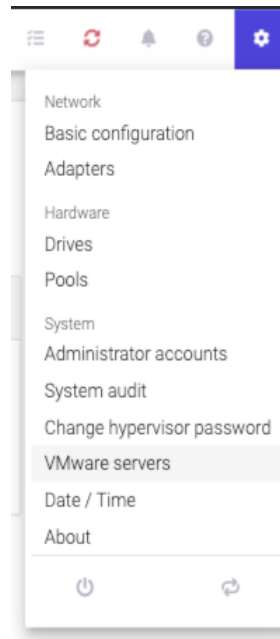 Network
Basic configuration
Adapters
Hardware
Drives
Pools
System
Administrator accounts
System audit
Change hypervisor password
VMware servers
Date / Time
About